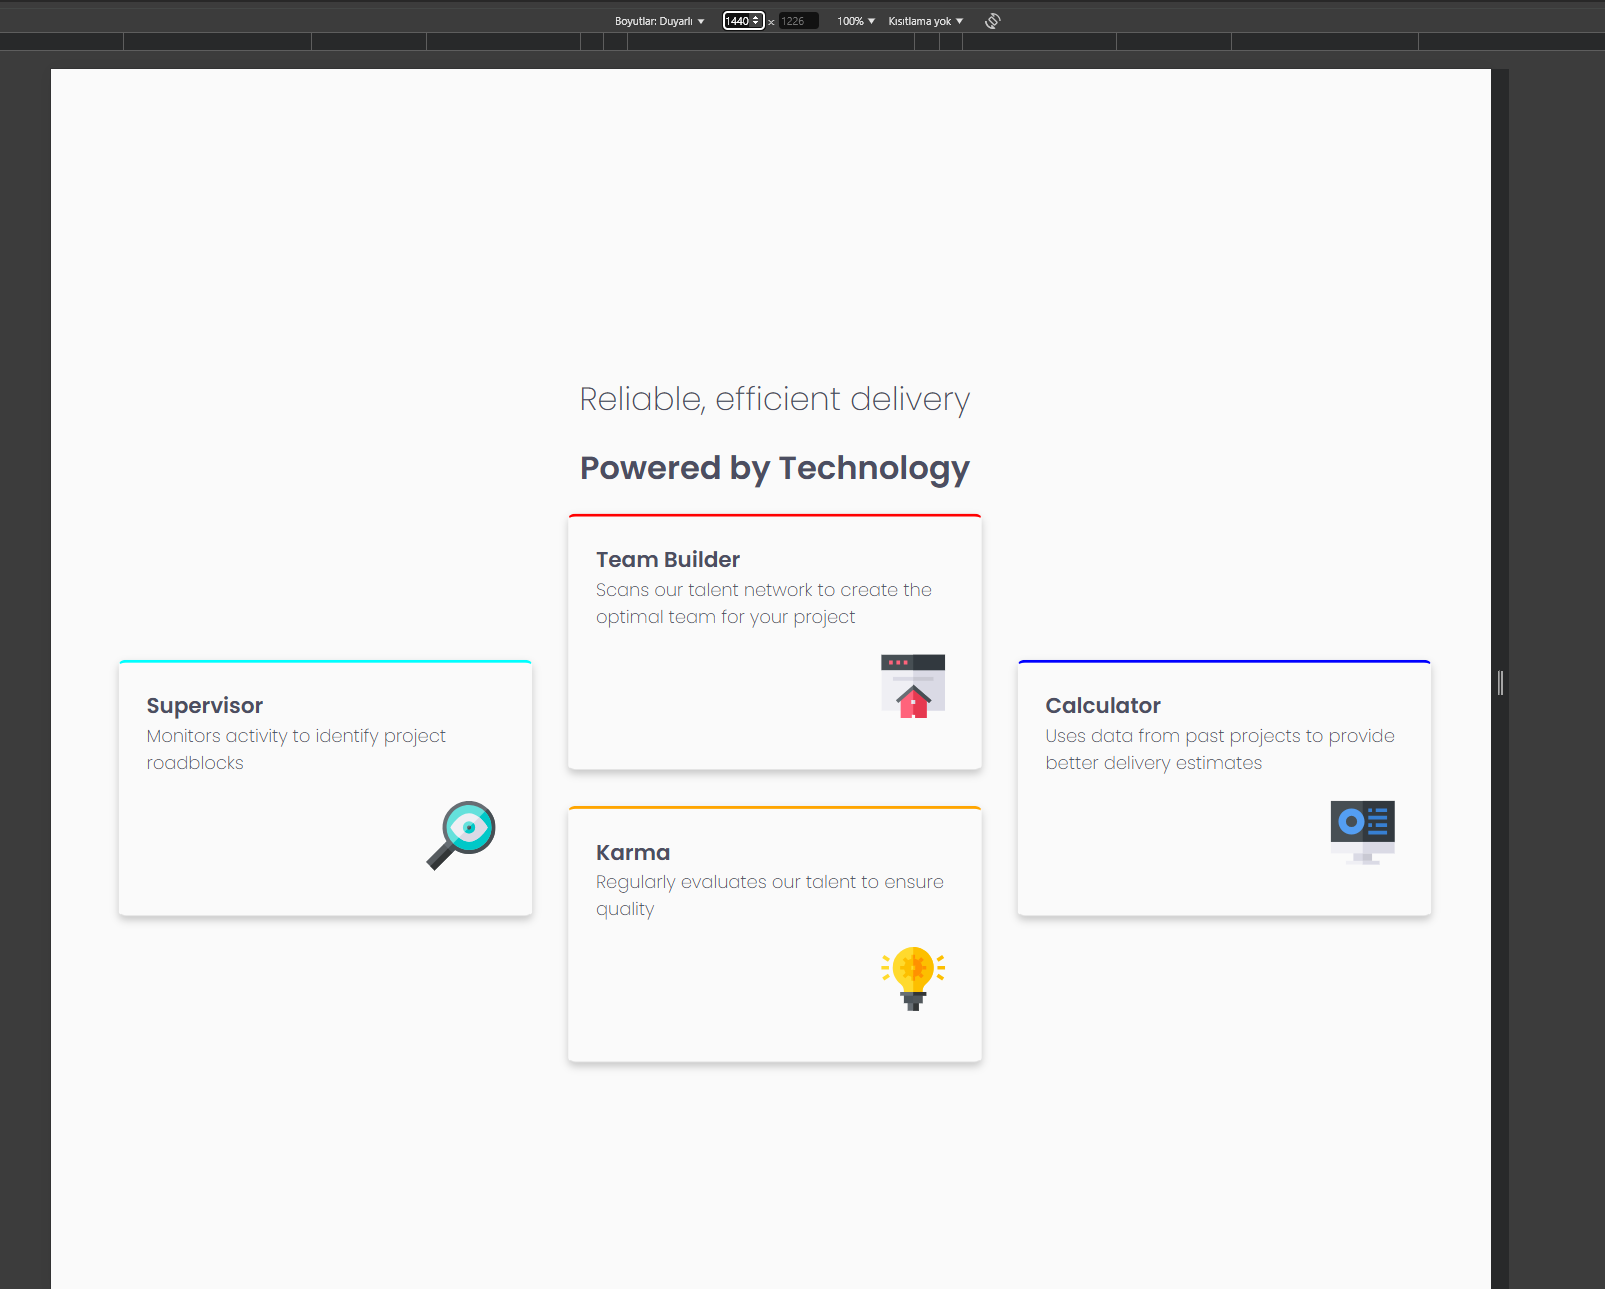 Boyutlar: Duyarlı 1440 x 1226 100% Kısıtlama yok
Reliable, efficient delivery
Powered by Technology
Team Builder
Scans our talent network to create the
optimal team for your project
Supervisor
Monitors activity to identify project
roadblocks
Calculator
Uses data from past projects to provide
better delivery estimates
Karma
Regularly evaluates our talent to ensure
quality